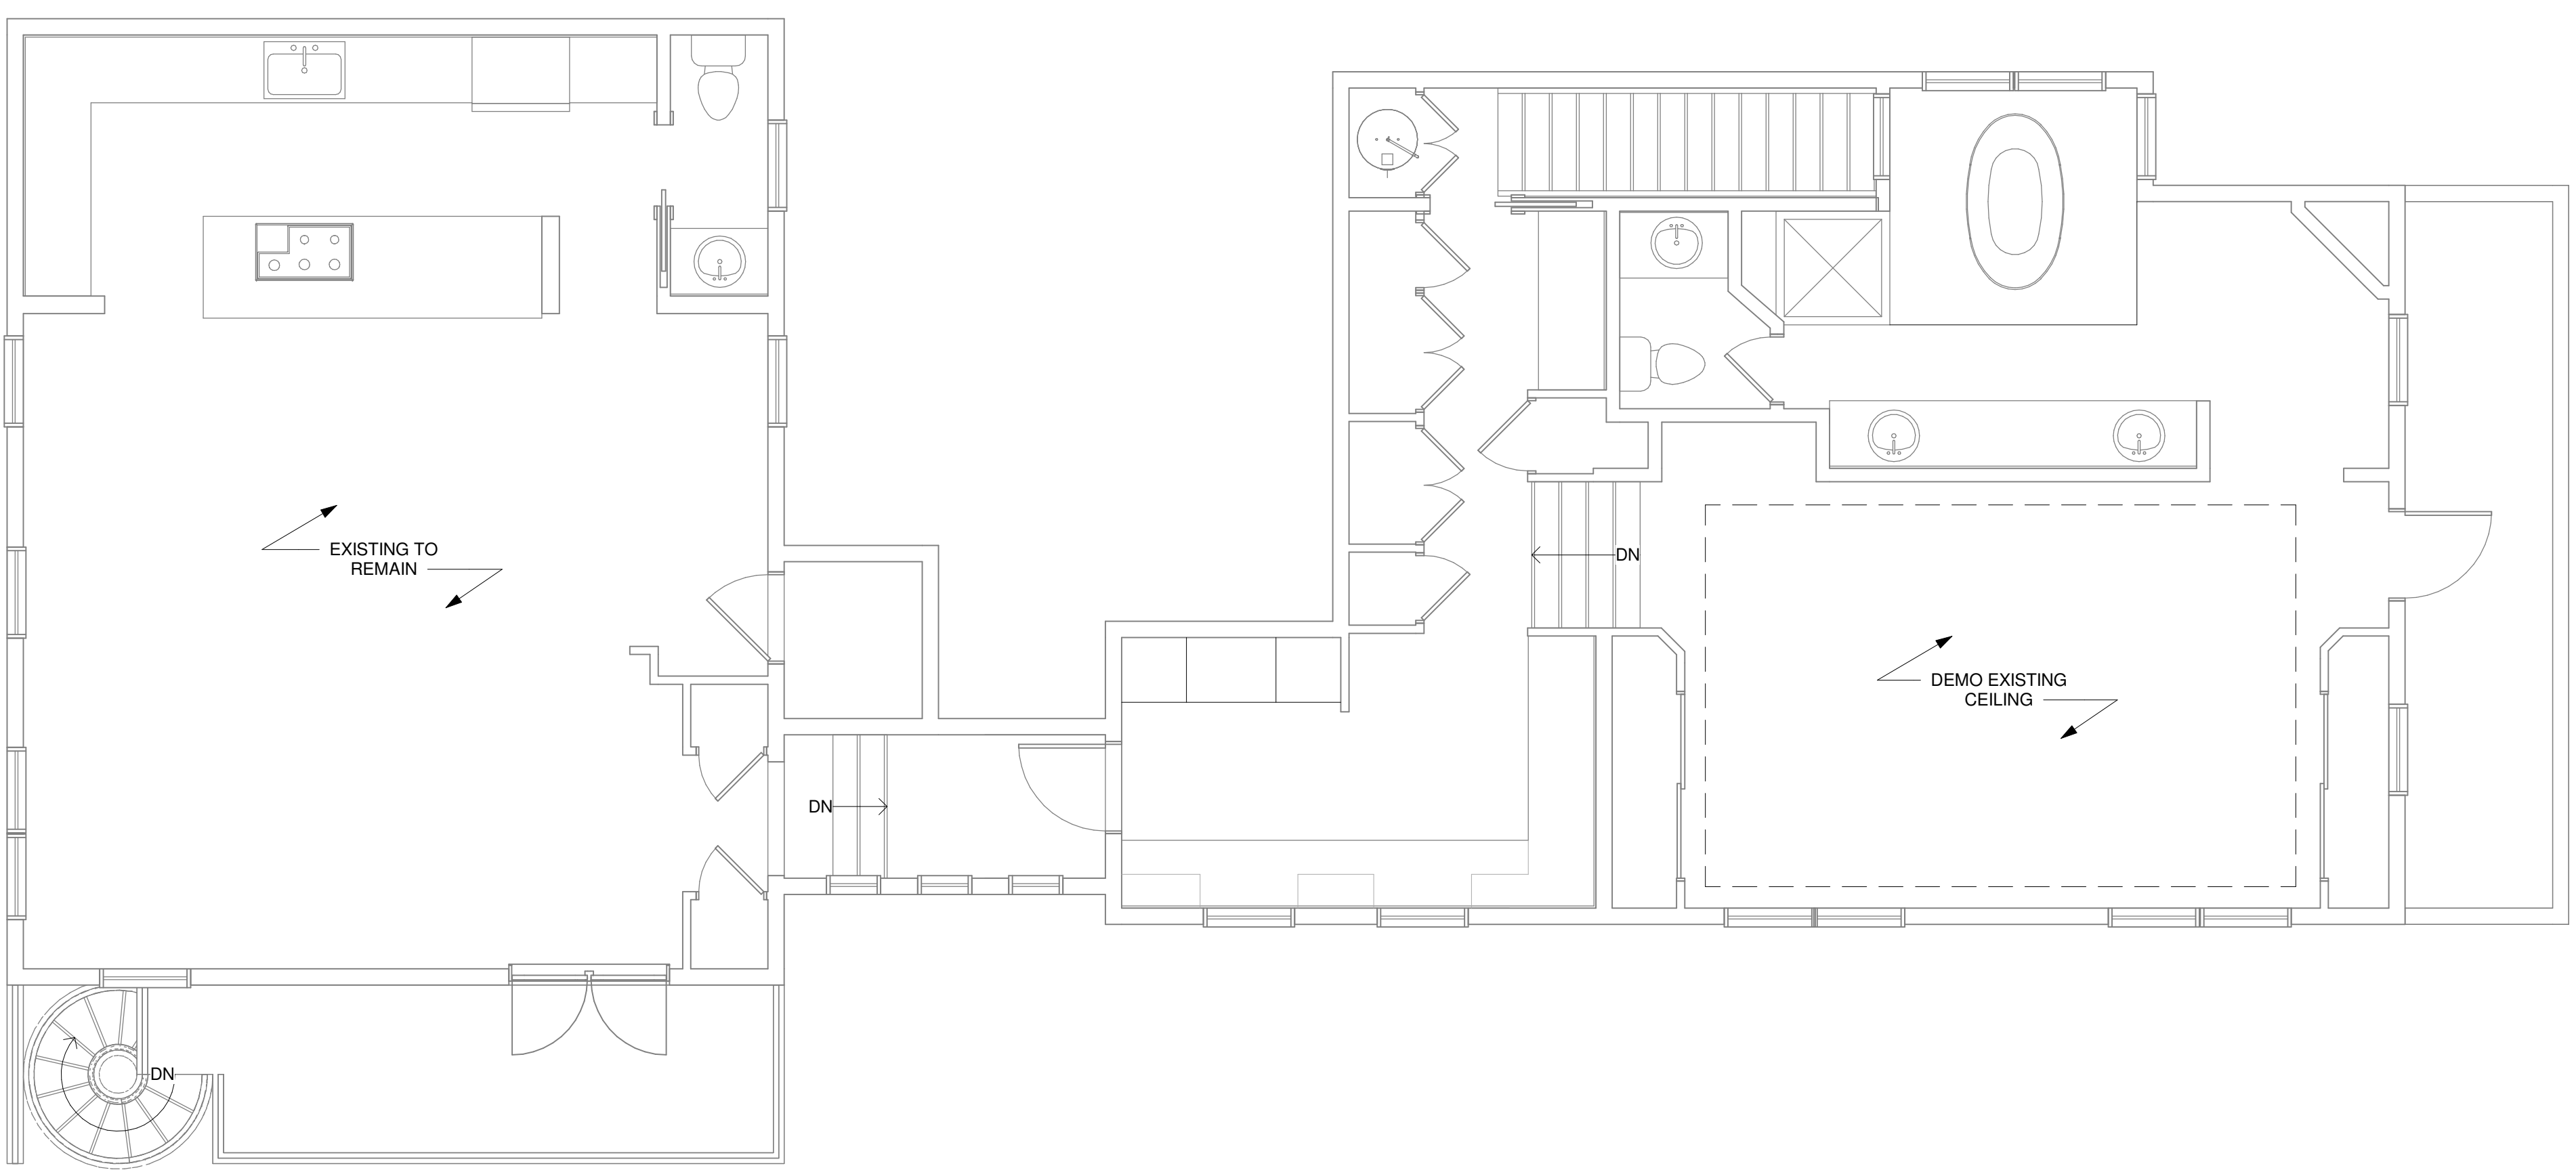 EXISTING TO
REMAIN
DN
DEMO EXISTING
CEILING
DN
DN